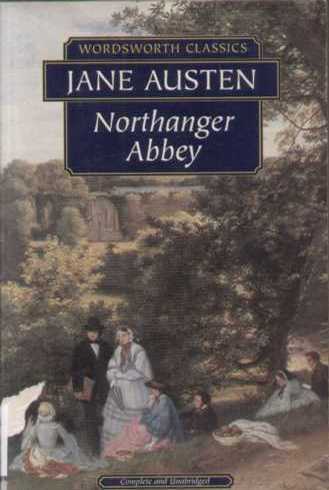 WORDSWORTH CLASSICS
JANE AUSTEN
Northanger
Abbey
Complete and Unabridged